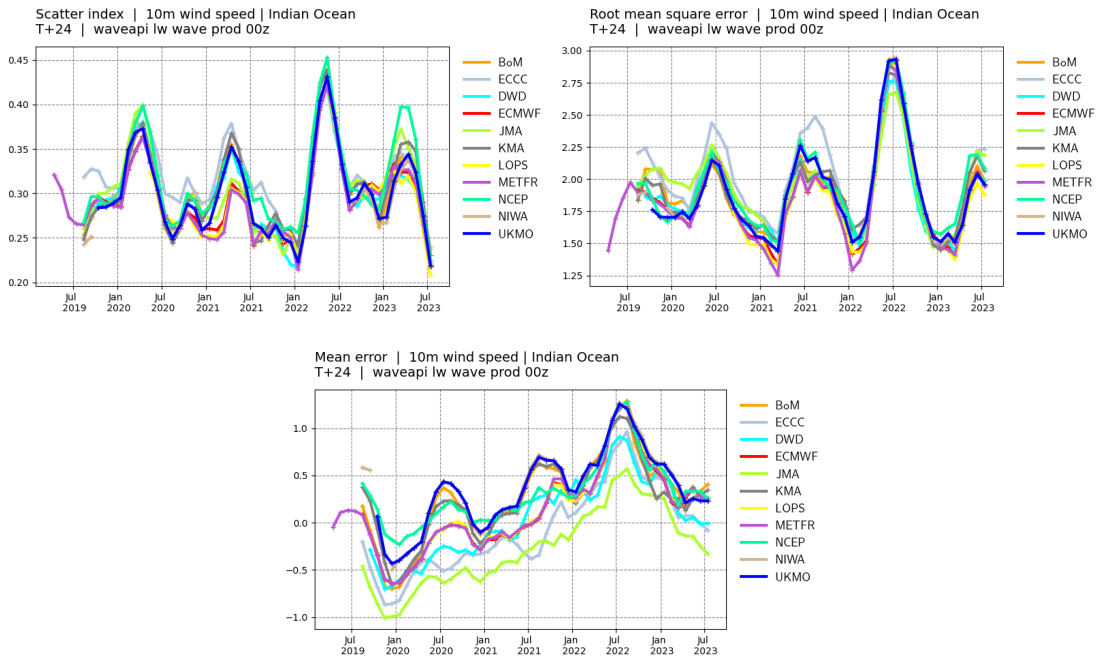 Scatter index | 10m wind speed | Indian Ocean
T+24 | waveapi lw wave prod 00z
0.45
0.40
0.35
0.30
0.25
0.20
Jul 2019
Jan 2020
Jul 2020
Jan 2021
Jul 2021
Jan 2022
Jul 2022
Jan 2023
Jul 2023
BoM
ECCC
DWD
ECMWF
JMA
KMA
LOPS
METFR
NCEP
NIWA
UKMO
Root mean square error | 10m wind speed | Indian Ocean
T+24 | waveapi lw wave prod 00z
3.00
2.75
2.50
2.25
2.00
1.75
1.50
1.25
Jul 2019
Jan 2020
Jul 2020
Jan 2021
Jul 2021
Jan 2022
Jul 2022
Jan 2023
Jul 2023
BoM
ECCC
DWD
ECMWF
JMA
KMA
LOPS
METFR
NCEP
NIWA
UKMO
Mean error | 10m wind speed | Indian Ocean
T+24 | waveapi lw wave prod 00z
1.0
0.5
0.0
−0.5
−1.0
Jul 2019
Jan 2020
Jul 2020
Jan 2021
Jul 2021
Jan 2022
Jul 2022
Jan 2023
Jul 2023
BoM
ECCC
DWD
ECMWF
JMA
KMA
LOPS
METFR
NCEP
NIWA
UKMO